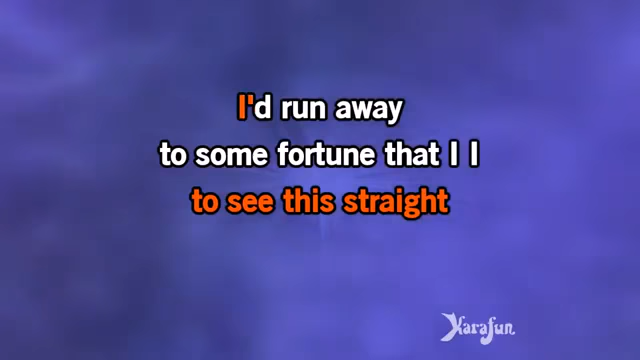 I'd run away
to some fortune that I I
to see this straight
Karafun